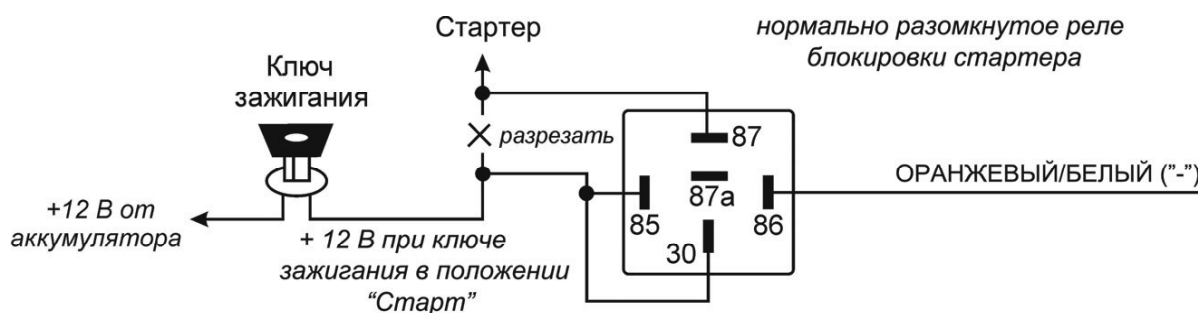 Стартер
нормально разомкнутое реле
блокировки стартера
Ключ
зажигания
разрезать
87
87a
85
86
30
ОРАНЖЕВЫЙ/БЕЛЫЙ ("-")
+12 В от
аккумулятора
+ 12 В при ключе
зажигания в положении
“Старт”